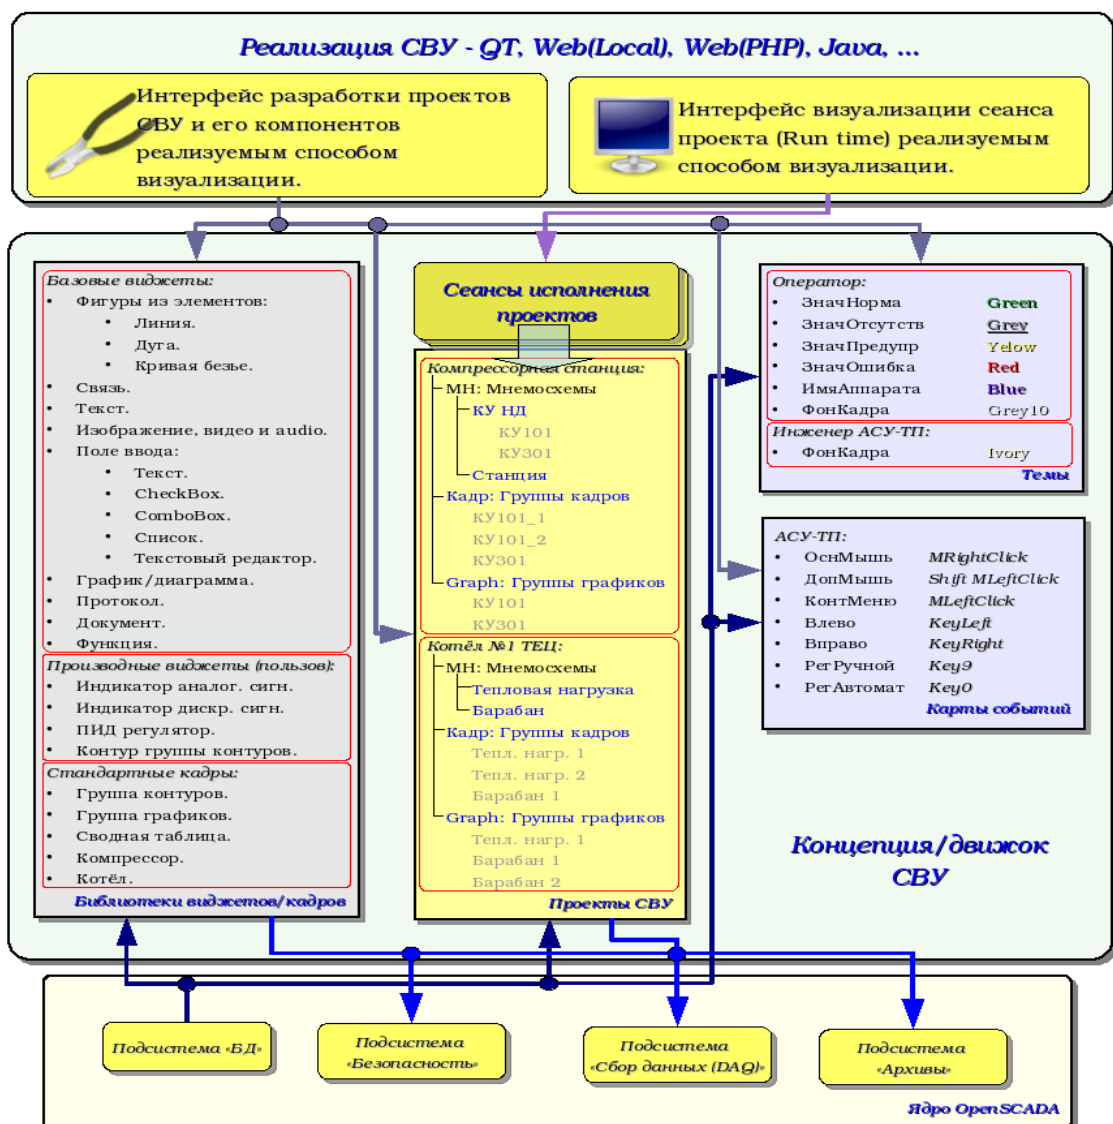 Реализация СВУ - QT, Web(Local), Web(PHP), Java, ...
Интерфейс разработки проектов
СВУ и его компонентов
реализуемым способом
визуализации.
Интерфейс визуализации сеанса
проекта (Run time) реализуемым
способом визуализации.
Базовые виджеты:
• Фигуры из элементов:
• Линия.
• Дуга.
• Кривая безье.
• Связь.
• Текст.
• Изображение, видео и audio.
• Поле ввода:
• Текст.
• CheckBox.
• ComboBox.
• Список.
• Текстовый редактор.
• График/диаграмма.
• Протокол.
• Документ.
• Функция.
Производные виджеты (пользов):
• Индикатор аналог. сигн.
• Индикатор дискр. сигн.
• ПИД регулятор.
• Контур группы контуров.
Стандартные кадры:
• Группа контуров.
• Группа графиков.
• Сводная таблица.
• Компрессор.
• Котёл.
Библиотеки виджетов/кадров
Сеансы исполнения
проектов
Компрессорная станция:
МН: Мнемосхемы
КУ НД
КУ101
КУ301
Станция
Кадр: Группы кадров
КУ101_1
КУ101_2
КУ301
Graph: Группы графиков
КУ101
КУ301
Котёл №1 ТЕЦ:
МН: Мнемосхемы
Тепловая нагрузка
Барабан
Кадр: Группы кадров
Тепл. нагр. 1
Тепл. нагр. 2
Барабан 1
Graph: Группы графиков
Тепл. нагр. 1
Барабан 1
Барабан 2
Проекты СВУ
Оператор:
• ЗначНорма Green
• ЗначОтсутств Grey
• ЗначПредупр Yelow
• ЗначОшибка Red
• ИмяАппарата Blue
• ФонКадра Grey10
Инженер АСУ-ТП:
• ФонКадра Ivory
Темы
АСУ-ТП:
• ОснМышь MRightClick
• ДопМышь Shift MLeftClick
• КонтМеню MLeftClick
• Влево KeyLeft
• Вправо KeyRight
• РегРучной Key9
• РегАвтомат Key0
Карты событий
Концепция/движок
СВУ
Подсистема «БД»
Подсистема
«Безопасность»
Подсистема
«Сбор данных (DAQ)»
Подсистема
«Архивы»
Ядро OpenSCADA